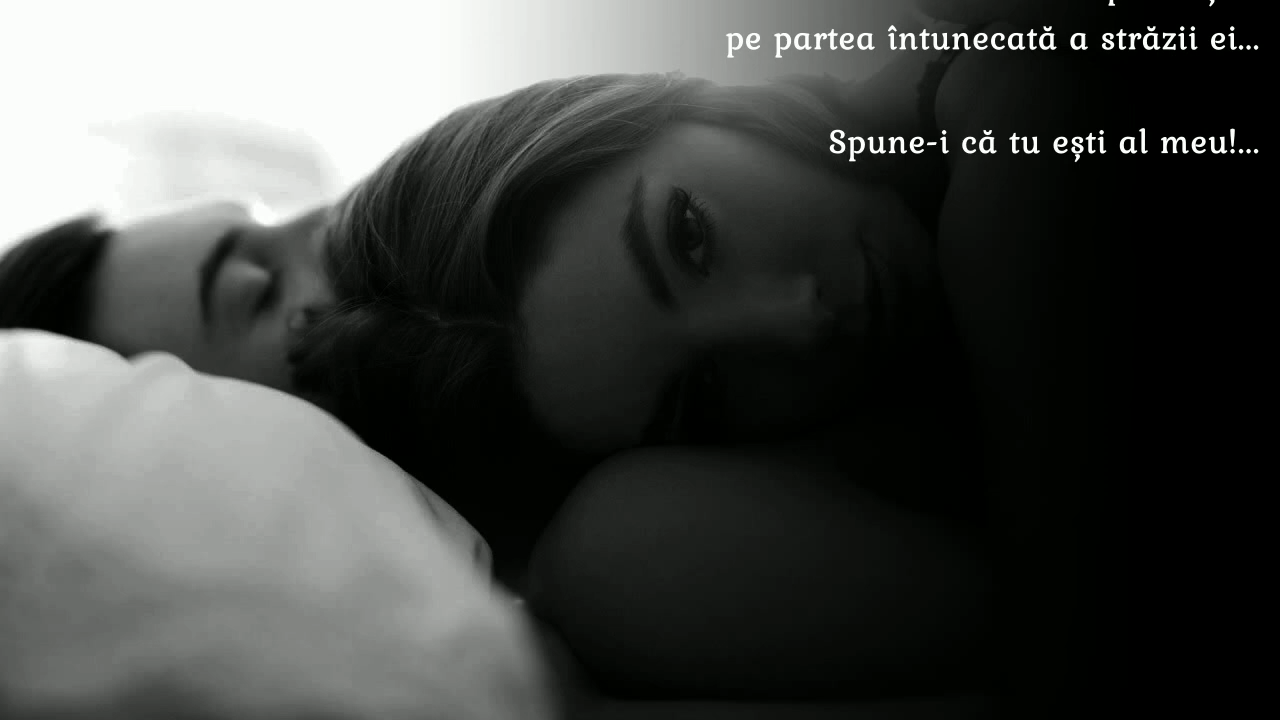 pe partea întunecată a străzii ei...
Spune-i că tu ești al meu!...